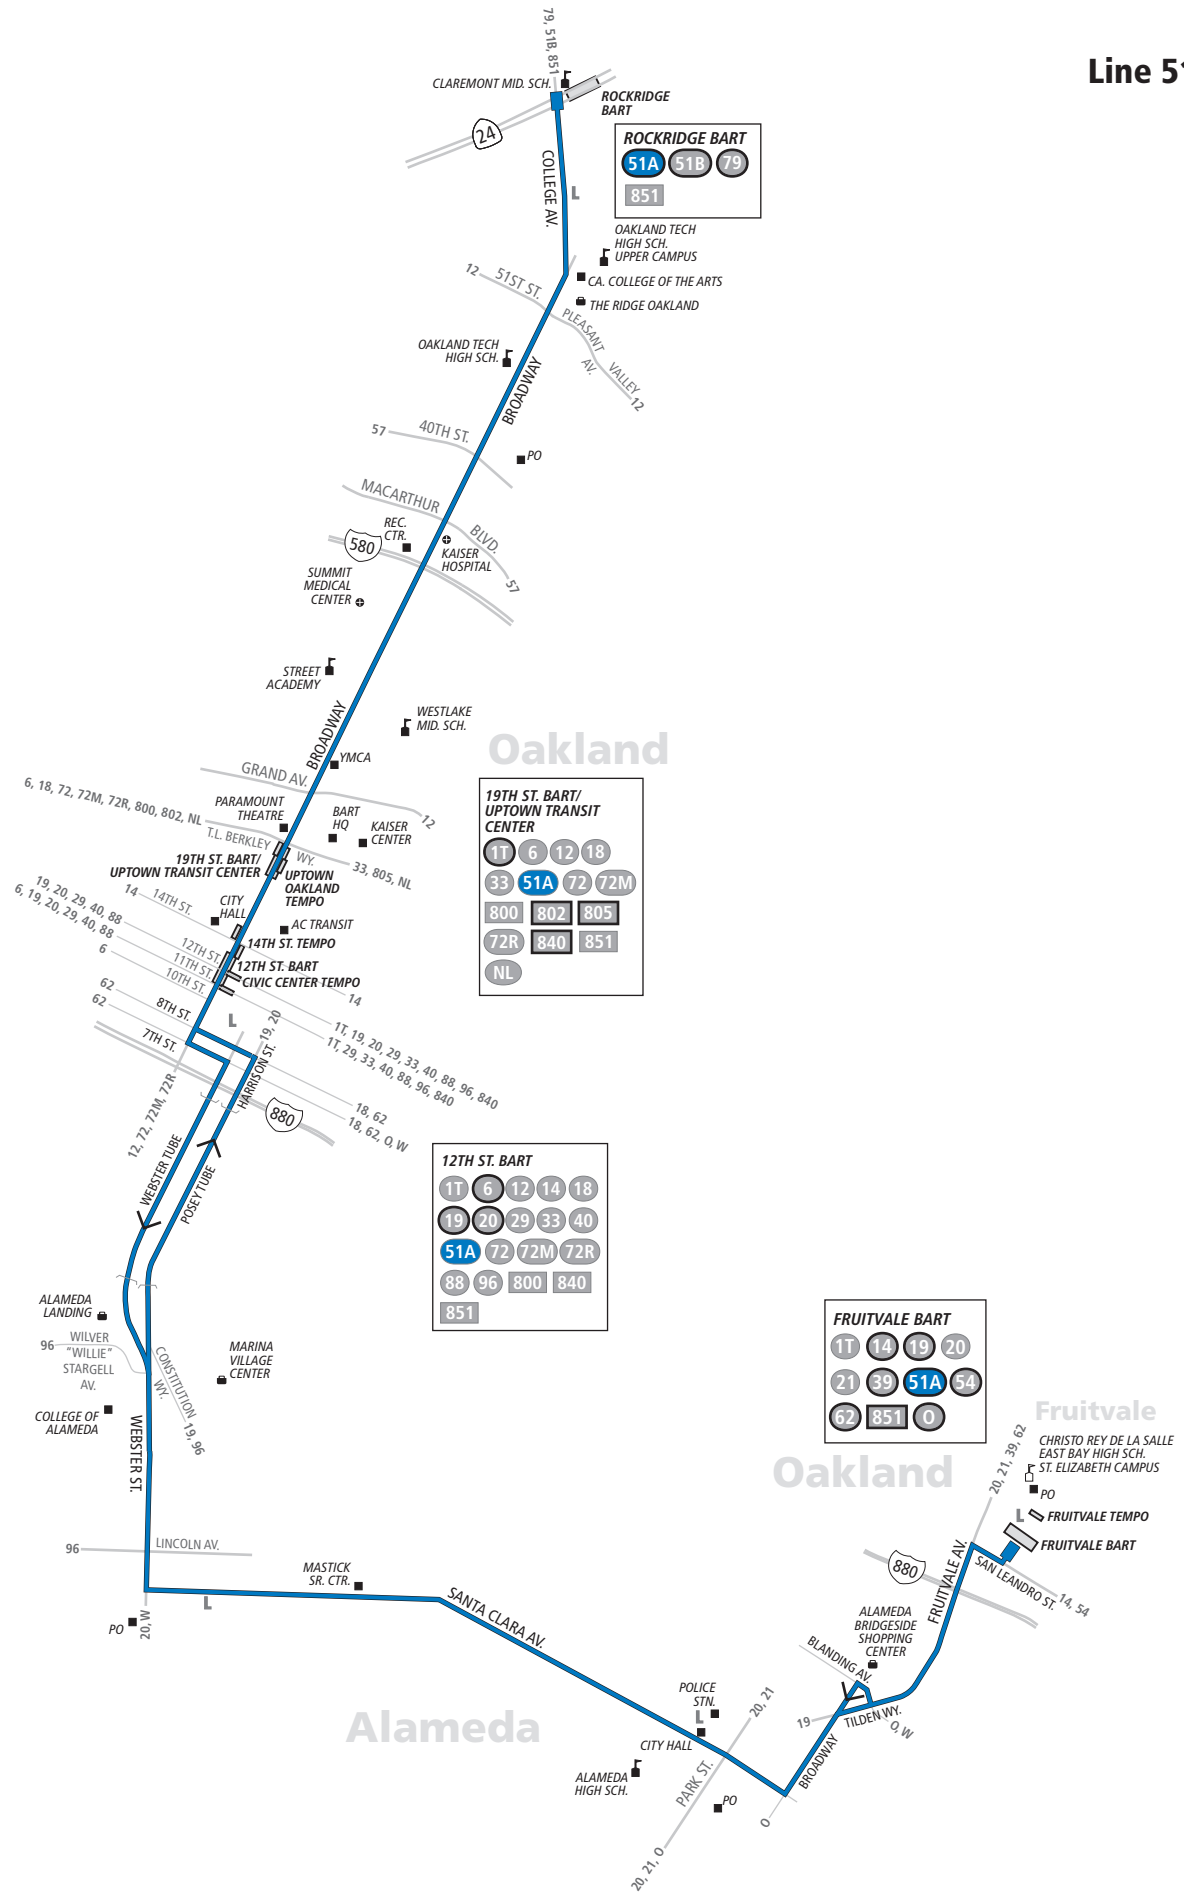 79, 51B, 851
Line 51
CLAREMONT MID. SCH.
ROCKRIDGE
BART
24
ROCKRIDGE BART
51A 51B 79
851
COLLEGE AV.
L
OAKLAND TECH
HIGH SCH.
UPPER CAMPUS
CA. COLLEGE OF THE ARTS
THE RIDGE OAKLAND
12
51ST ST.
PLEASANT
VALLEY
AV.
12
OAKLAND TECH
HIGH SCH.
BROADWAY
57
40TH ST.
PO
MACARTHUR
BLVD.
57
REC.
CTR.
580
KAISER
HOSPITAL
SUMMIT
MEDICAL
CENTER
STREET
ACADEMY
WESTLAKE
MID. SCH.
BROADWAY
Oakland
YMCA
GRAND AV.
12
6, 18, 72, 72M, 72R, 800, 802, NL
PARAMOUNT
THEATRE
BART
HQ
KAISER
CENTER
T.L. BERKLEY
WY.
33, 805, NL
19TH ST. BART/
UPTOWN TRANSIT CENTER
UPTOWN
OAKLAND
TEMPO
19TH ST. BART/
UPTOWN TRANSIT
CENTER
1T 6 12 18
33 51A 72 72M
800 802 805
72R 840 851
NL
14
14TH ST.
CITY
HALL
AC TRANSIT
19, 20, 29, 40, 88
6, 19, 20, 29, 40, 88
6
12TH ST.
11TH ST.
10TH ST.
14TH ST. TEMPO
12TH ST. BART
CIVIC CENTER TEMPO
14
62
62
8TH ST.
7TH ST.
L
19, 20
HARRISON ST.
1T, 19, 20, 29, 33, 40, 88, 96, 840
1T, 29, 33, 40, 88, 96, 840
18, 62
18, 62, O, W
880
12, 72, 72M, 72R
WEBSTER TUBE
POSEY TUBE
12TH ST. BART
1T 6 12 14 18
19 20 29 33 40
51A 72 72M 72R
88 96 800 840
851
ALAMEDA
LANDING
96
WILVER
"WILLIE"
STARGELL
AV.
CONSTITUTION
WY.
19, 96
MARINA
VILLAGE
CENTER
COLLEGE OF
ALAMEDA
WEBSTER ST.
96
LINCOLN AV.
MASTICK
SR. CTR.
L
PO
20, W
SANTA CLARA AV.
Alameda
FRUITVALE BART
1T 14 19 20
21 39 51A 54
62 851 O
Fruitvale
Oakland
20, 21, 39, 62
CHRISTO REY DE LA SALLE
EAST BAY HIGH SCH.
ST. ELIZABETH CAMPUS
PO
L
FRUITVALE TEMPO
FRUITVALE BART
FRUITVALE AV.
SAN LEANDRO ST.
14, 54
880
ALAMEDA
BRIDGESIDE
SHOPPING
CENTER
BLANDING AV.
19
TILDEN WY.
O, W
BROADWAY
O
POLICE
STN.
L
CITY HALL
20, 21
PARK ST.
20, 21, O
ALAMEDA
HIGH SCH.
PO